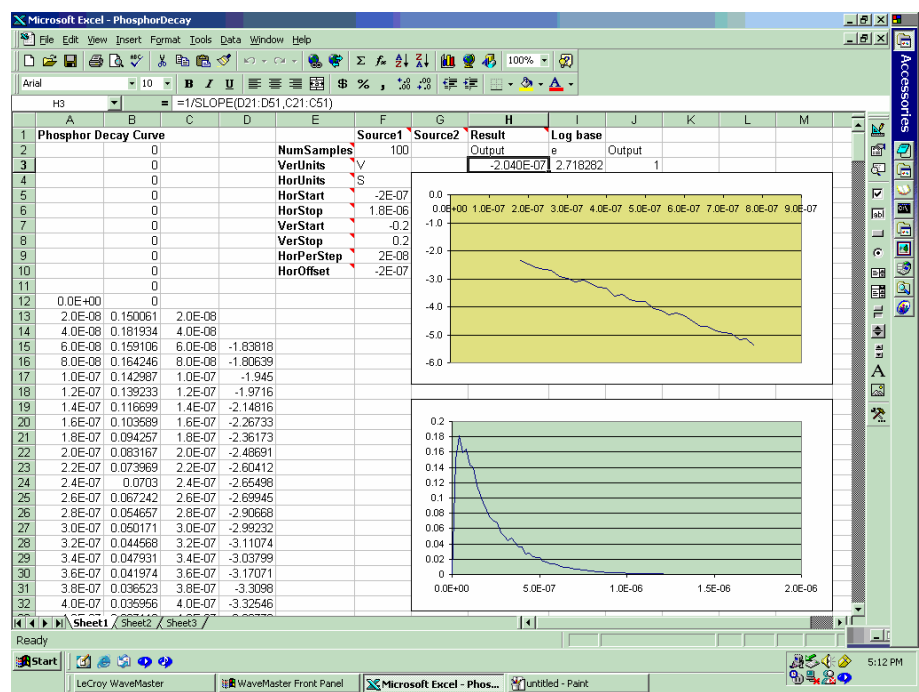 Microsoft Excel - PhosphorDecay
File Edit View Insert Format Tools Data Window Help
100%
Arial 10 B I U $ % ,
H3 = =1/SLOPE(D21:D51,C21:C51)
A B C D E F G H I J K L M
1 Phosphor Decay Curve Source1 Source2 Result Log base
2 0 NumSamples 100 Output e Output
3 0 VerUnits V -2.040E-07 2.718282 1
4 0 HorUnits S
5 0 HorStart -2E-07
6 0 HorStop 1.8E-06
7 0 VerStart -0.2
8 0 VerStop 0.2
9 0 HorPerStep 2E-08
10 0 HorOffset -2E-07
11 0
12 0.0E+00 0
13 2.0E-08 0.150061 2.0E-08
14 4.0E-08 0.181934 4.0E-08
15 6.0E-08 0.159106 6.0E-08 -1.83818
16 8.0E-08 0.164246 8.0E-08 -1.80639
17 1.0E-07 0.142987 1.0E-07 -1.945
18 1.2E-07 0.139233 1.2E-07 -1.9716
19 1.4E-07 0.116699 1.4E-07 -2.14816
20 1.6E-07 0.103589 1.6E-07 -2.26733
21 1.8E-07 0.094257 1.8E-07 -2.36173
22 2.0E-07 0.083167 2.0E-07 -2.48691
23 2.2E-07 0.073969 2.2E-07 -2.60412
24 2.4E-07 0.0703 2.4E-07 -2.65498
25 2.6E-07 0.067242 2.6E-07 -2.69945
26 2.8E-07 0.054657 2.8E-07 -2.90668
27 3.0E-07 0.050171 3.0E-07 -2.99232
28 3.2E-07 0.044568 3.2E-07 -3.11074
29 3.4E-07 0.047931 3.4E-07 -3.03799
30 3.6E-07 0.041974 3.6E-07 -3.17071
31 3.8E-07 0.036523 3.8E-07 -3.3098
32 4.0E-07 0.035956 4.0E-07 -3.32546
0.0
0.0E+00 1.0E-07 2.0E-07 3.0E-07 4.0E-07 5.0E-07 6.0E-07 7.0E-07 8.0E-07 9.0E-07
-1.0
-2.0
-3.0
-4.0
-5.0
-6.0
0.2
0.18
0.16
0.14
0.12
0.1
0.08
0.06
0.04
0.02
0
0.0E+00 5.0E-07 1.0E-06 1.5E-06 2.0E-06
Accessories
Sheet1 Sheet2 Sheet3
Ready
Start 5:12 PM
LeCroy WaveMaster WaveMaster Front Panel Microsoft Excel - Phos... untitled - Paint